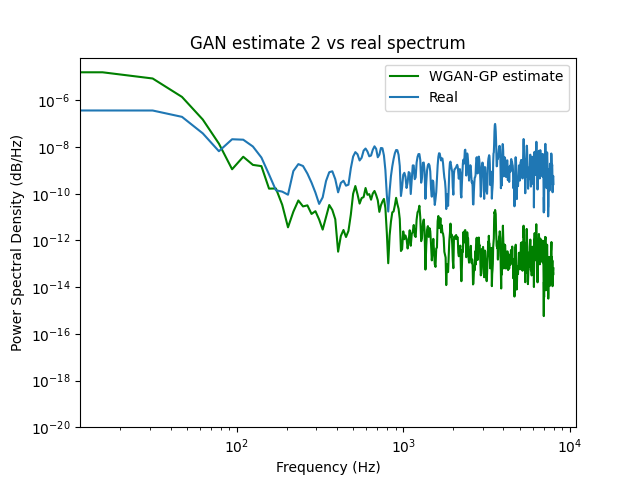 GAN estimate 2 vs real spectrum
WGAN-GP estimate
Real
Power Spectral Density (dB/Hz)
10⁻⁶
10⁻⁸
10⁻¹⁰
10⁻¹²
10⁻¹⁴
10⁻¹⁶
10⁻¹⁸
10⁻²⁰
10²
10³
10⁴
Frequency (Hz)